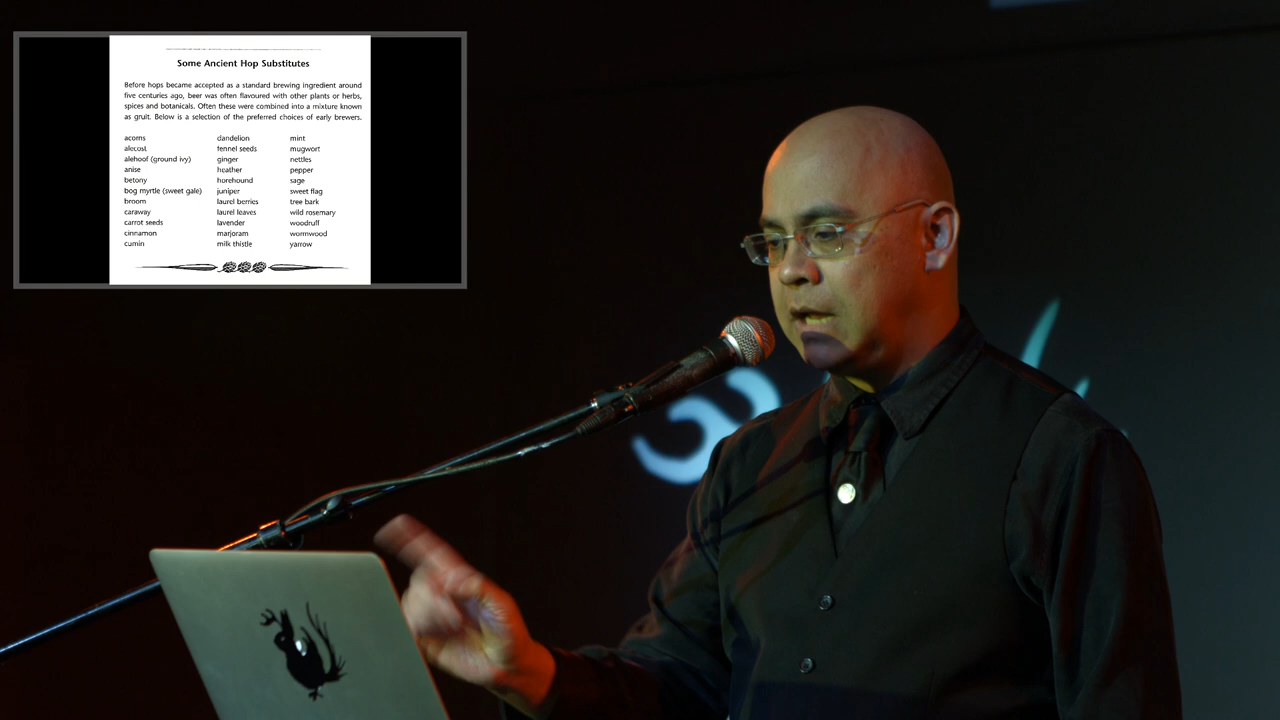 Some Ancient Hop Substitutes
Before hops became accepted as a standard brewing ingredient around
five centuries ago, beer was often flavoured with other plants or herbs,
spices and botanicals. Often these were combined into a mixture known
as gruit. Below is a selection of the preferred choices of early brewers.
acorns
alecost
alehoof (ground ivy)
anise
betony
bog myrtle (sweet gale)
broom
caraway
carrot seeds
cinnamon
cumin
dandelion
fennel seeds
ginger
heather
horehound
juniper
laurel berries
laurel leaves
lavender
marjoram
milk thistle
mint
mugwort
nettles
pepper
sage
sweet flag
tree bark
wild rosemary
woodruff
wormwood
yarrow